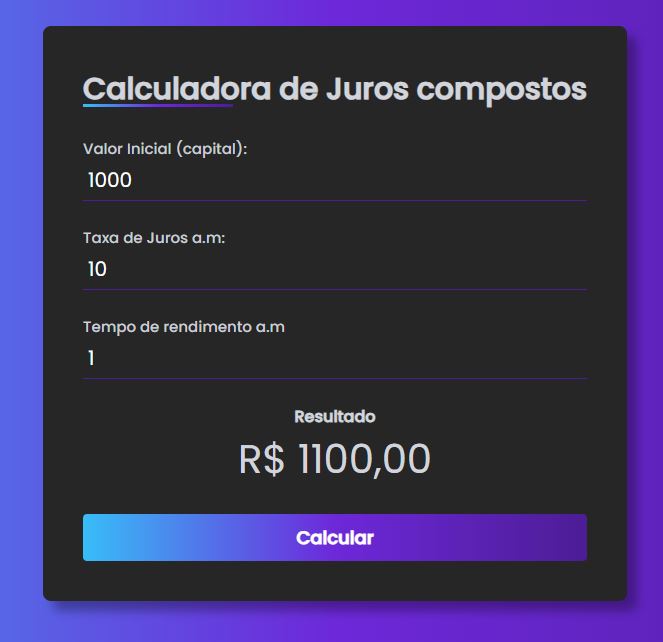 Calculadora de Juros compostos
Valor Inicial (capital):
1000
Taxa de Juros a.m:
10
Tempo de rendimento a.m
1
Resultado
R$ 1100,00
Calcular